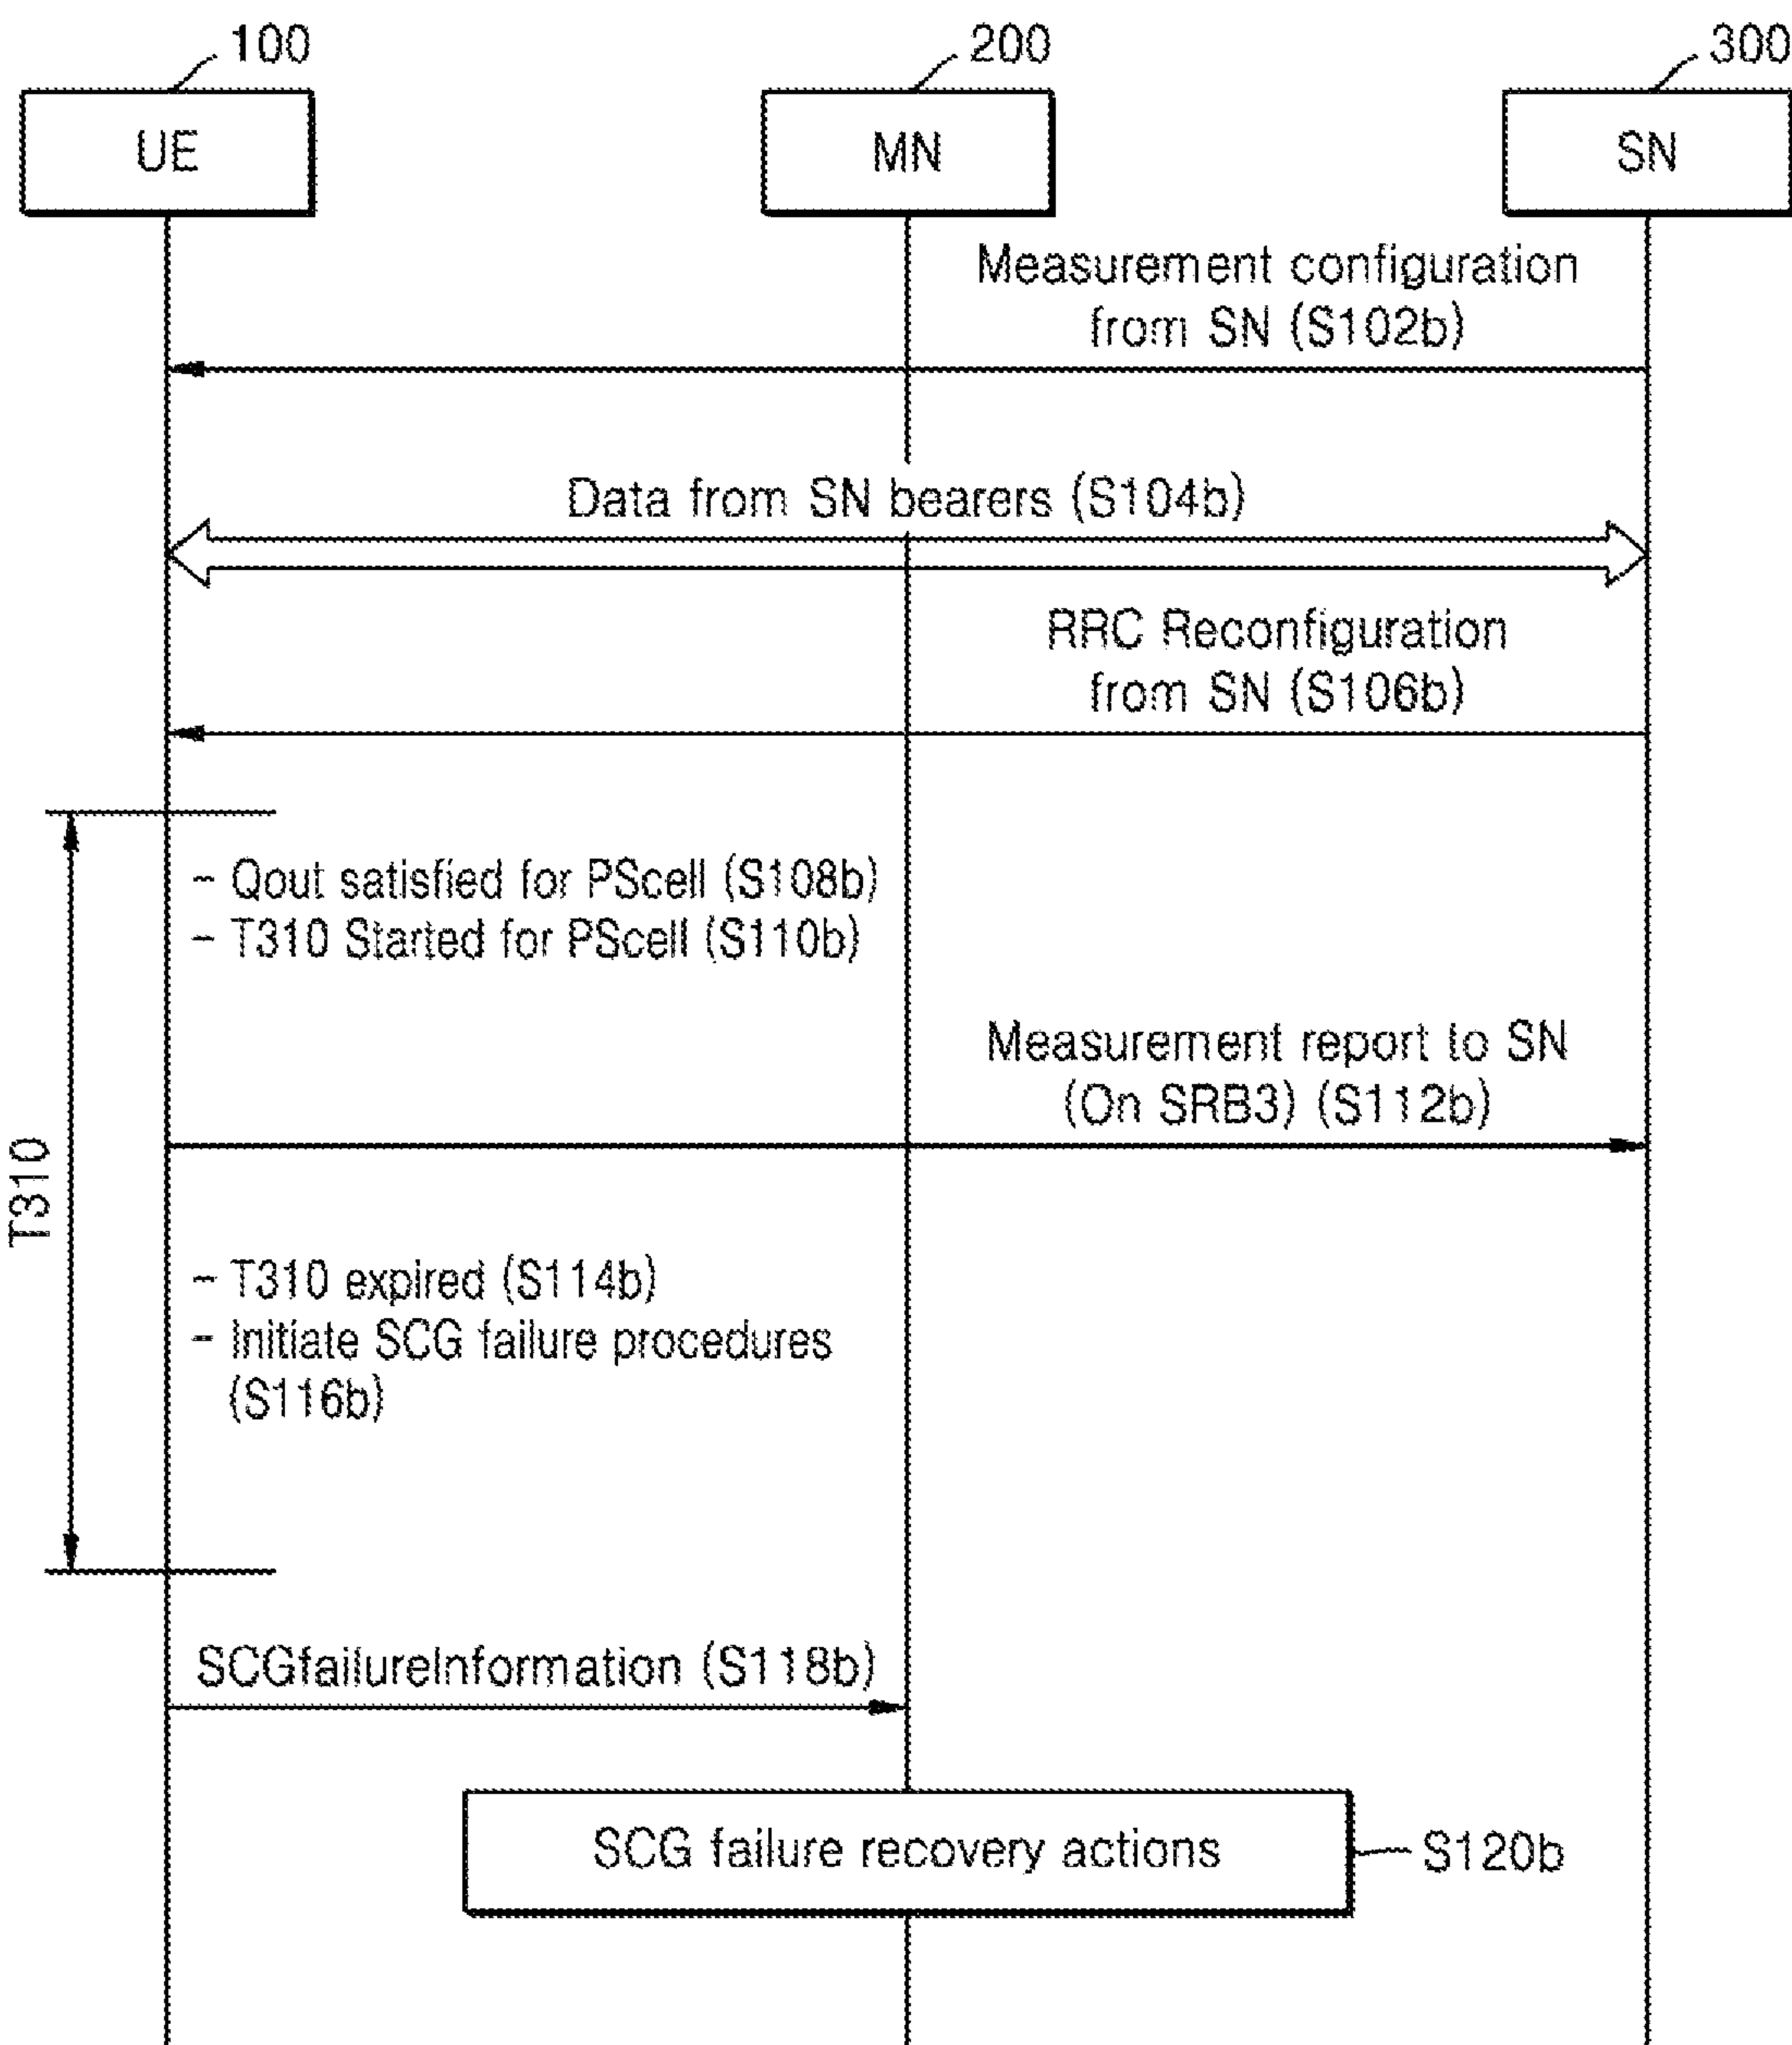 100
200
300
UE
MN
SN
Measurement configuration
from SN (S102b)
Data from SN bearers (S104b)
RRC Reconfiguration
from SN (S106b)
- Qout satisfied for PScell (S108b)
- T310 Started for PScell (S110b)
Measurement report to SN
(On SRB3) (S112b)
T310
- T310 expired (S114b)
- Initiate SCG failure procedures
(S116b)
SCGfailureInformation (S118b)
SCG failure recovery actions
S120b